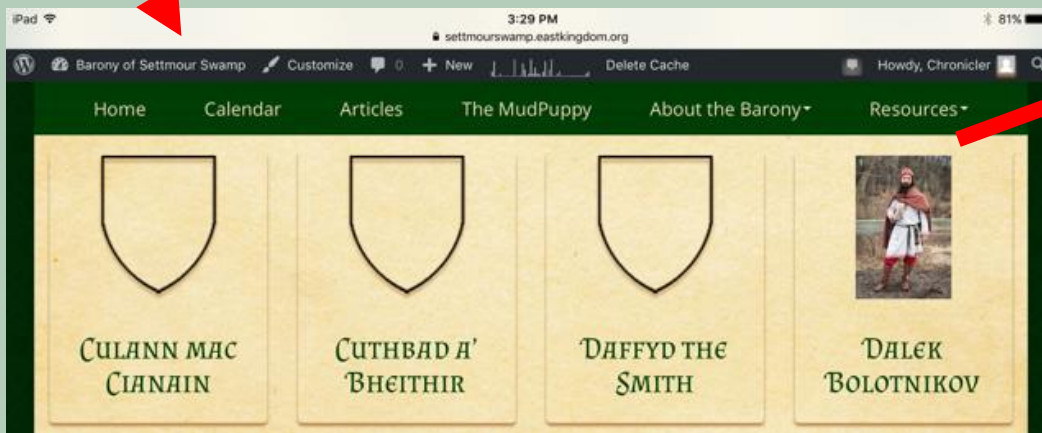 iPad 3:29 PM 81%
settmourswamp.eastkingdom.org
Barony of Settmour Swamp Customize 0 + New Delete Cache Howdy, Chronicler
Home Calendar Articles The MudPuppy About the Barony Resources
Culann mac Cianain
Cuthbad a' Bheithir
Daffyd the Smith
Dalek Bolotnikov